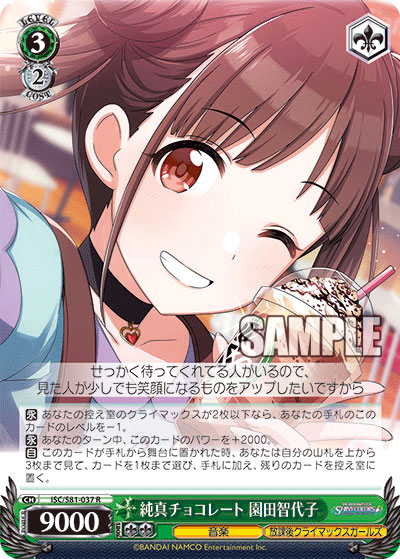 LEVEL
3
2
COST
SAMPLE
せっかく待ってくれてる人がいるので、
見た人が少しでも笑顔になるものをアップしたいですから
永 あなたの控え室のクライマックスが2枚以下なら、あなたの手札のこの
カードのレベルを-1。
永 あなたのターン中、このカードのパワーを+2000。
自 このカードが手札から舞台に置かれた時、あなたは自分の山札を上から
3枚まで見て、カードを1枚まで選び、手札に加え、残りのカードを控え室
に置く。
CH ISC/S81-037 R
純真チョコレート 園田智代子
SHINY COLORS
9000
音楽
放課後クライマックスガールズ
©BANDAI NAMCO Entertainment Inc.